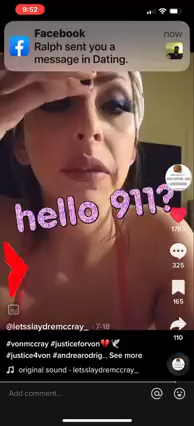 9:52
Facebook
now
Ralph sent you a
message in Dating.
hello 911?
1783
325
165
110
@letsslaydremccray_ · 7-18
#vonmccray #justiceforvon💔🕊
#justice4von #andrearodrig... See more
original sound - letsslaydremccray_
Add comment...